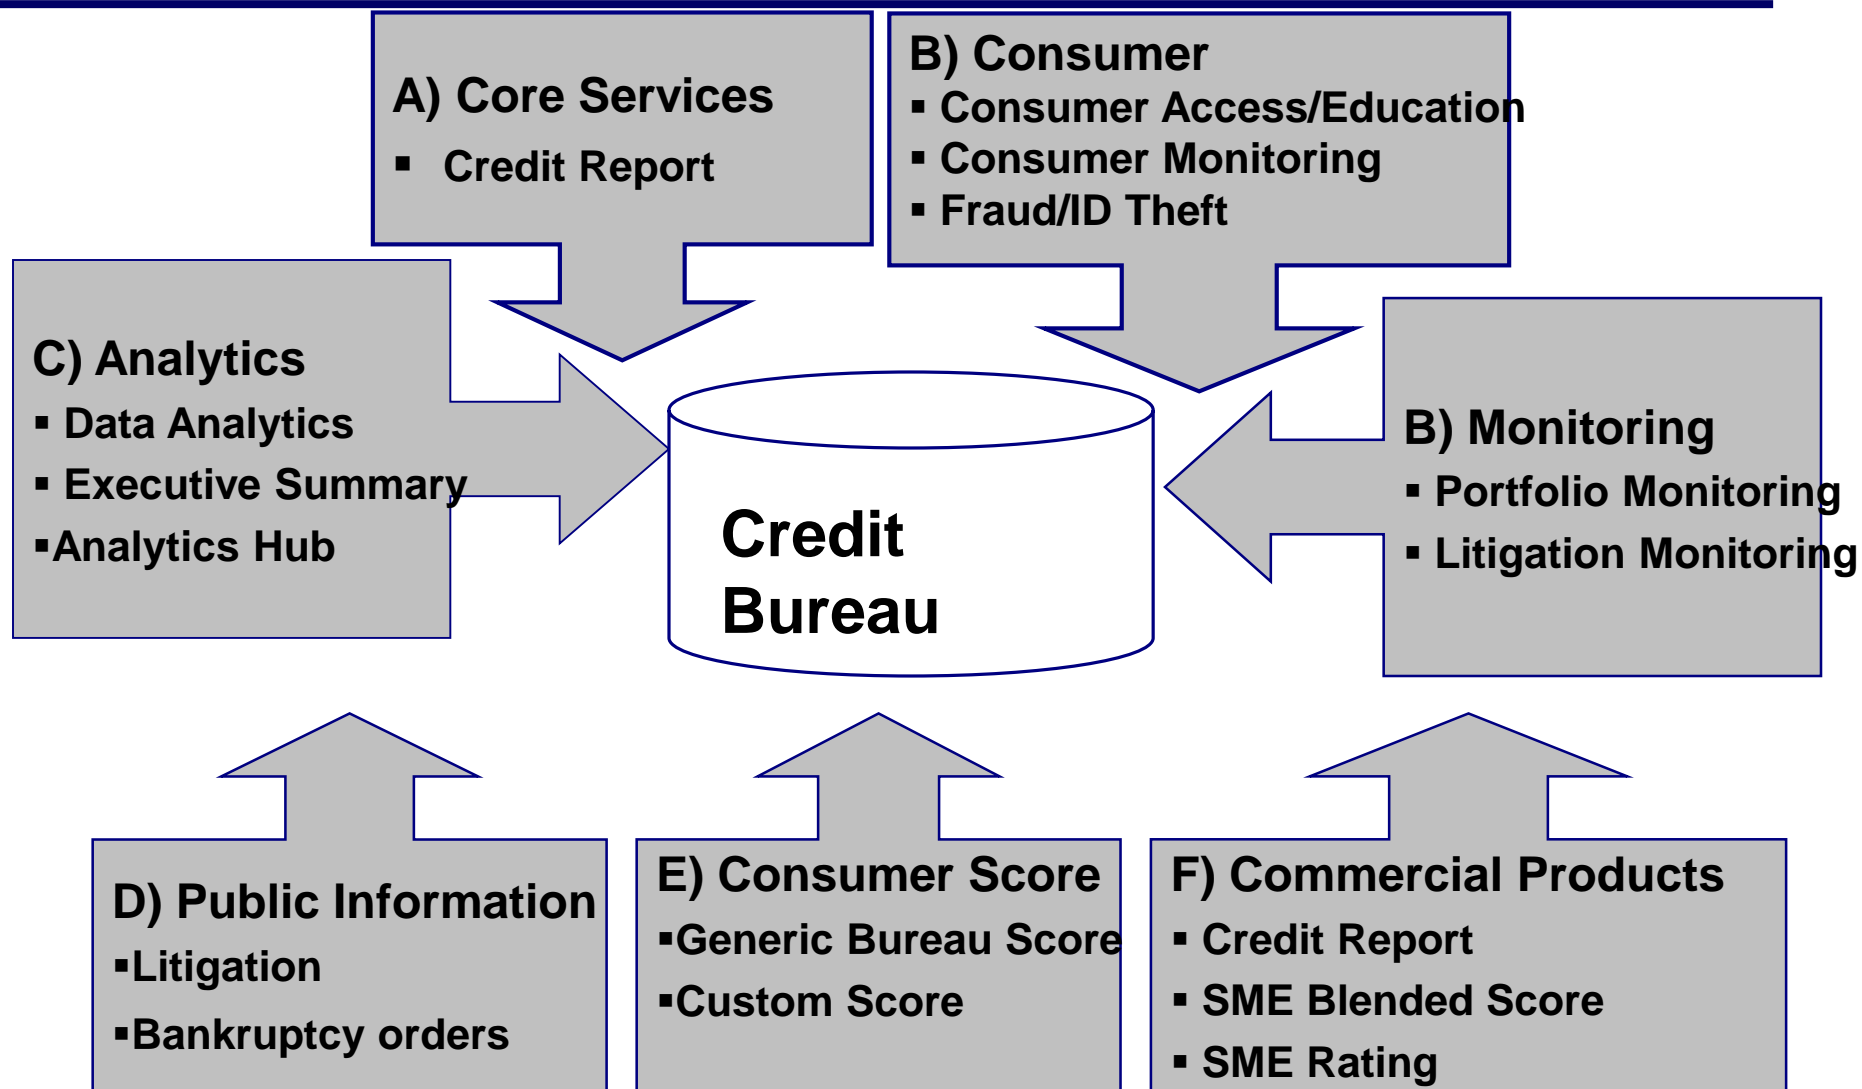 A) Core Services
▪ Credit Report
B) Consumer
▪ Consumer Access/Education
▪ Consumer Monitoring
▪ Fraud/ID Theft
C) Analytics
▪ Data Analytics
▪ Executive Summary
▪Analytics Hub
Credit
Bureau
B) Monitoring
▪ Portfolio Monitoring
▪ Litigation Monitoring
D) Public Information
▪Litigation
▪Bankruptcy orders
E) Consumer Score
▪Generic Bureau Score
▪Custom Score
F) Commercial Products
▪ Credit Report
▪ SME Blended Score
▪ SME Rating